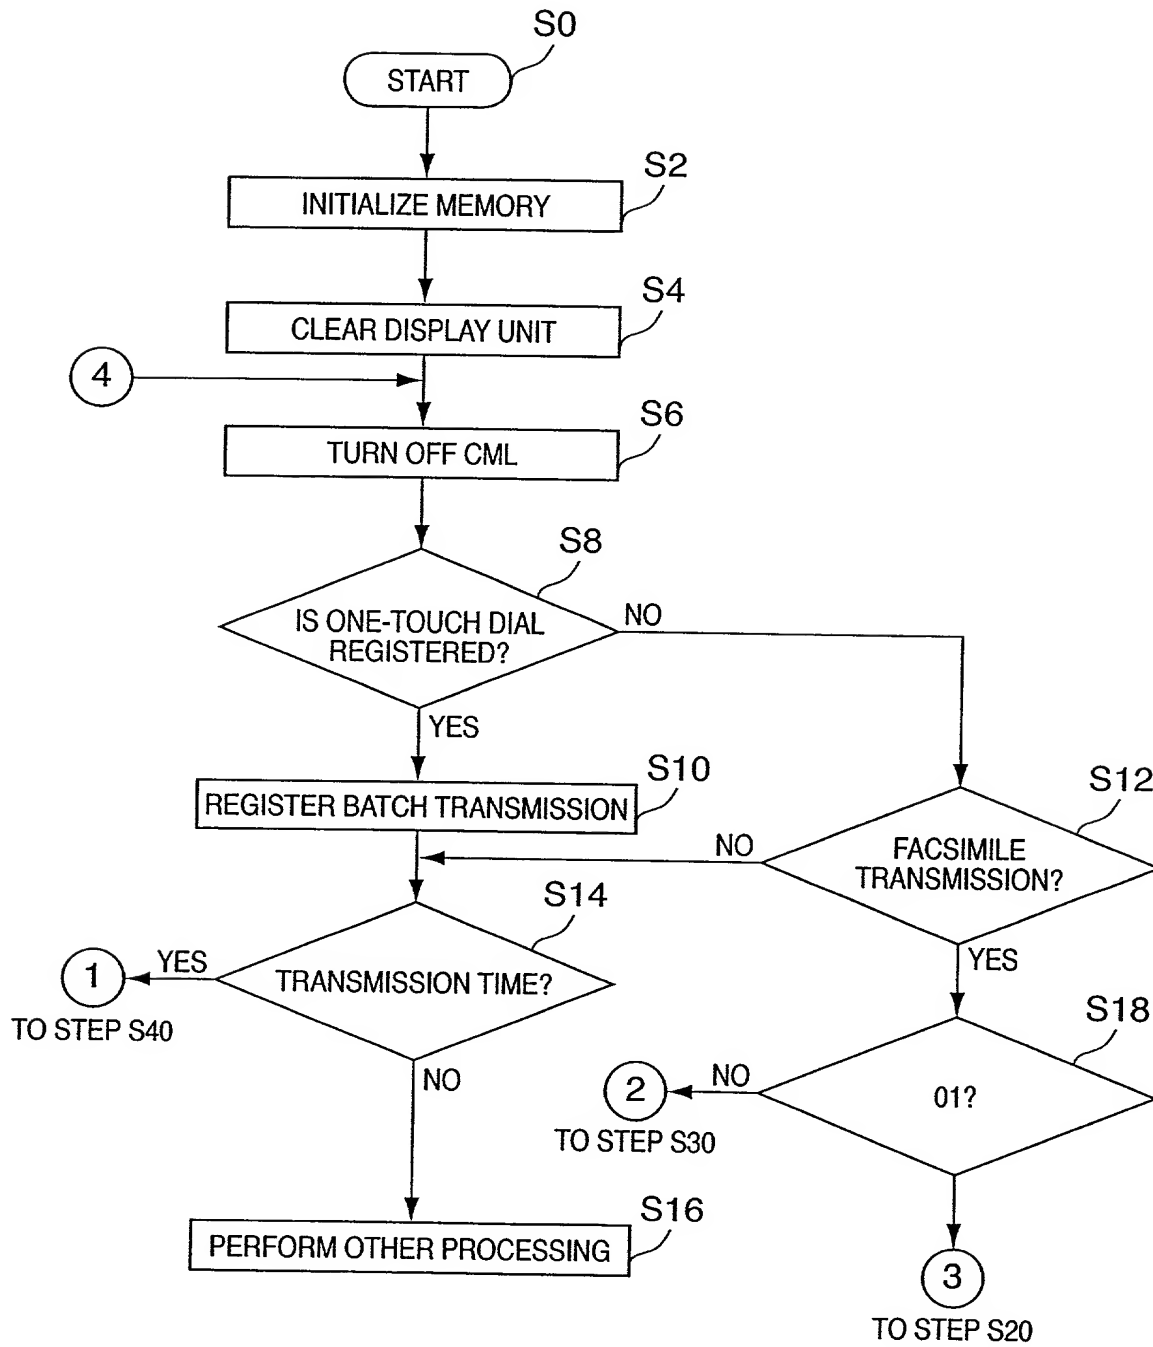 S0
START
S2
INITIALIZE MEMORY
S4
CLEAR DISPLAY UNIT
4
S6
TURN OFF CML
S8
IS ONE-TOUCH DIAL
REGISTERED?
NO
YES
S10
REGISTER BATCH TRANSMISSION
S12
FACSIMILE
TRANSMISSION?
NO
YES
S14
TRANSMISSION TIME?
YES
1
TO STEP S40
NO
S18
01?
NO
2
TO STEP S30
S16
PERFORM OTHER PROCESSING
3
TO STEP S20